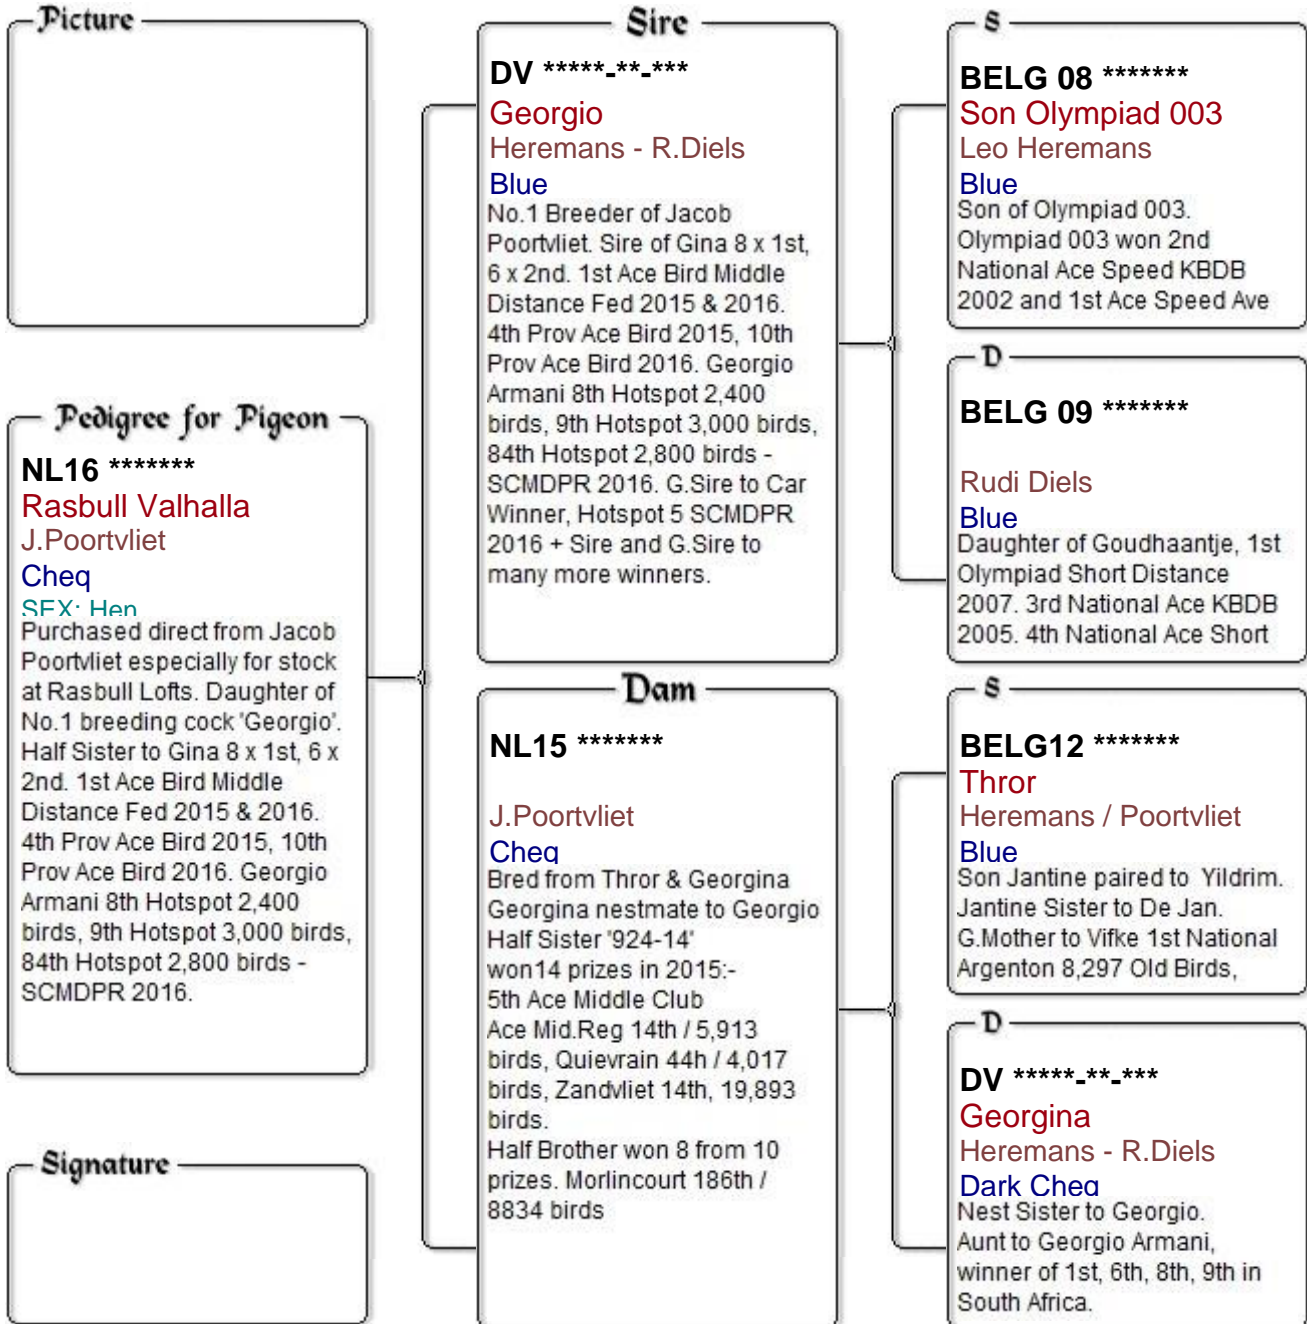 Picture
Pedigree for Pigeon
NL16 *******
Rasbull Valhalla
J.Poortvliet
Cheq
SEX: Hen
Purchased direct from Jacob
Poortvliet especially for stock
at Rasbull Lofts. Daughter of
No.1 breeding cock 'Georgio'.
Half Sister to Gina 8 x 1st, 6 x
2nd. 1st Ace Bird Middle
Distance Fed 2015 & 2016.
4th Prov Ace Bird 2015, 10th
Prov Ace Bird 2016. Georgio
Armani 8th Hotspot 2,400
birds, 9th Hotspot 3,000 birds,
84th Hotspot 2,800 birds -
SCMDPR 2016.
Signature
Sire
DV *****-**-***
Georgio
Heremans - R.Diels
Blue
No.1 Breeder of Jacob
Poortvliet. Sire of Gina 8 x 1st,
6 x 2nd. 1st Ace Bird Middle
Distance Fed 2015 & 2016.
4th Prov Ace Bird 2015, 10th
Prov Ace Bird 2016. Georgio
Armani 8th Hotspot 2,400
birds, 9th Hotspot 3,000 birds,
84th Hotspot 2,800 birds -
SCMDPR 2016. G.Sire to Car
Winner, Hotspot 5 SCMDPR
2016 + Sire and G.Sire to
many more winners.
Dam
NL15 *******
J.Poortvliet
Cheq
Bred from Thror & Georgina
Georgina nestmate to Georgio
Half Sister '924-14'
won14 prizes in 2015:-
5th Ace Middle Club
Ace Mid.Reg 14th / 5,913
birds, Quievrain 44h / 4,017
birds, Zandvliet 14th, 19,893
birds.
Half Brother won 8 from 10
prizes. Morlincourt 186th /
8834 birds
S
BELG 08 *******
Son Olympiad 003
Leo Heremans
Blue
Son of Olympiad 003.
Olympiad 003 won 2nd
National Ace Speed KBDB
2002 and 1st Ace Speed Ave
D
BELG 09 *******
Rudi Diels
Blue
Daughter of Goudhaantje, 1st
Olympiad Short Distance
2007. 3rd National Ace KBDB
2005. 4th National Ace Short
S
BELG12 *******
Thror
Heremans / Poortvliet
Blue
Son Jantine paired to  Yildrim.
Jantine Sister to De Jan.
G.Mother to Vifke 1st National
Argenton 8,297 Old Birds,
D
DV *****-**-***
Georgina
Heremans - R.Diels
Dark Cheq
Nest Sister to Georgio.
Aunt to Georgio Armani,
winner of 1st, 6th, 8th, 9th in
South Africa.